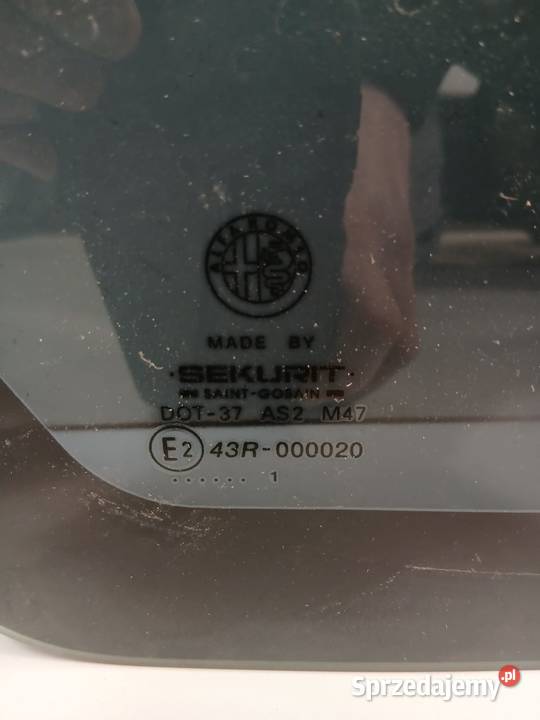 ALFA ROMEO
MADE BY
·SEKURIT·
SAINT-GOBAIN
DOT-37 AS2 M47
E2 43R-000020
...... 1
Sprzedajemy.pl